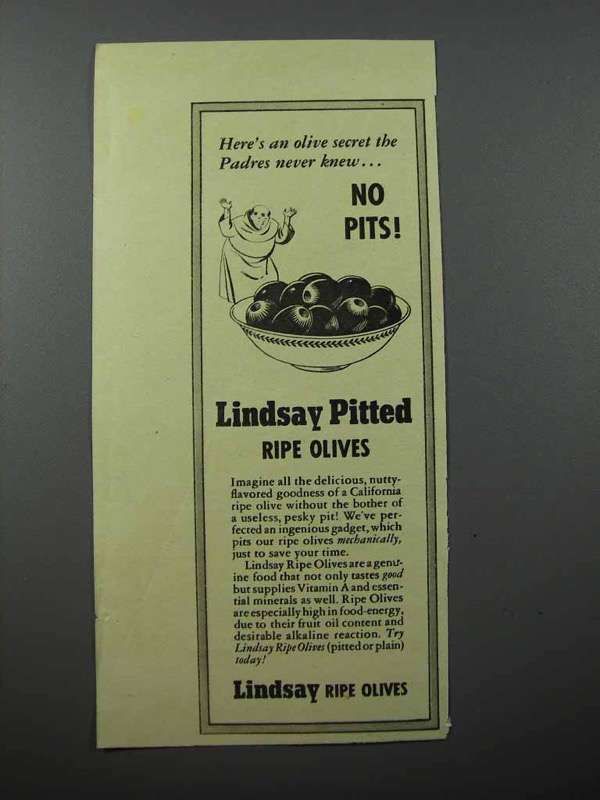 Here's an olive secret the
Padres never knew...
NO
PITS!
Lindsay Pitted
RIPE OLIVES
Imagine all the delicious, nutty-
flavored goodness of a California
ripe olive without the bother of
a useless, pesky pit! We've per-
fected an ingenious gadget, which
pits our ripe olives mechanically,
just to save your time.
Lindsay Ripe Olives are a genu-
ine food that not only tastes good
but supplies Vitamin A and essen-
tial minerals as well. Ripe Olives
are especially high in food-energy,
due to their fruit oil content and
desirable alkaline reaction. Try
Lindsay Ripe Olives (pitted or plain)
today!
Lindsay RIPE OLIVES